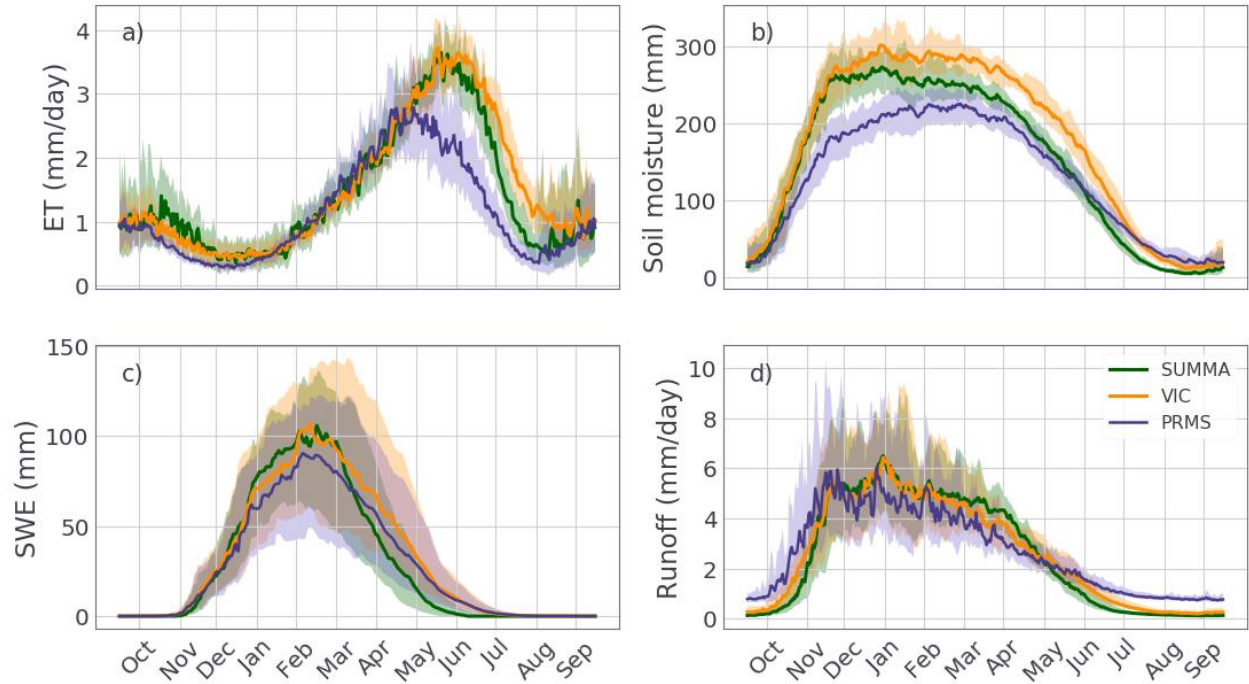 a)
ET (mm/day)
4
3
2
1
0
b)
Soil moisture (mm)
300
200
100
0
c)
SWE (mm)
150
100
50
0
Oct Nov Dec Jan Feb Mar Apr May Jun Jul Aug Sep
d)
Runoff (mm/day)
10
8
6
4
2
0
SUMMA
VIC
PRMS
Oct Nov Dec Jan Feb Mar Apr May Jun Jul Aug Sep